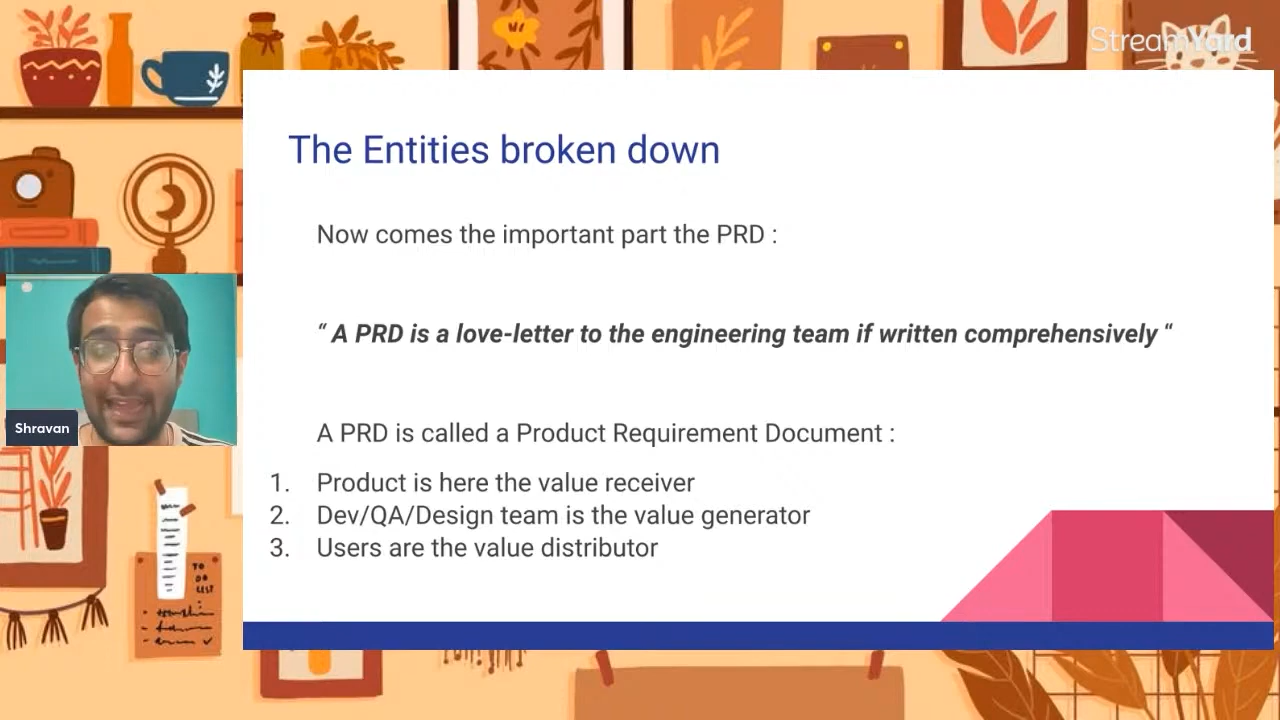 StreamYard
The Entities broken down
Now comes the important part the PRD :
“ A PRD is a love-letter to the engineering team if written comprehensively “
A PRD is called a Product Requirement Document :
1. Product is here the value receiver
2. Dev/QA/Design team is the value generator
3. Users are the value distributor
Shravan
TO
DO
LIST